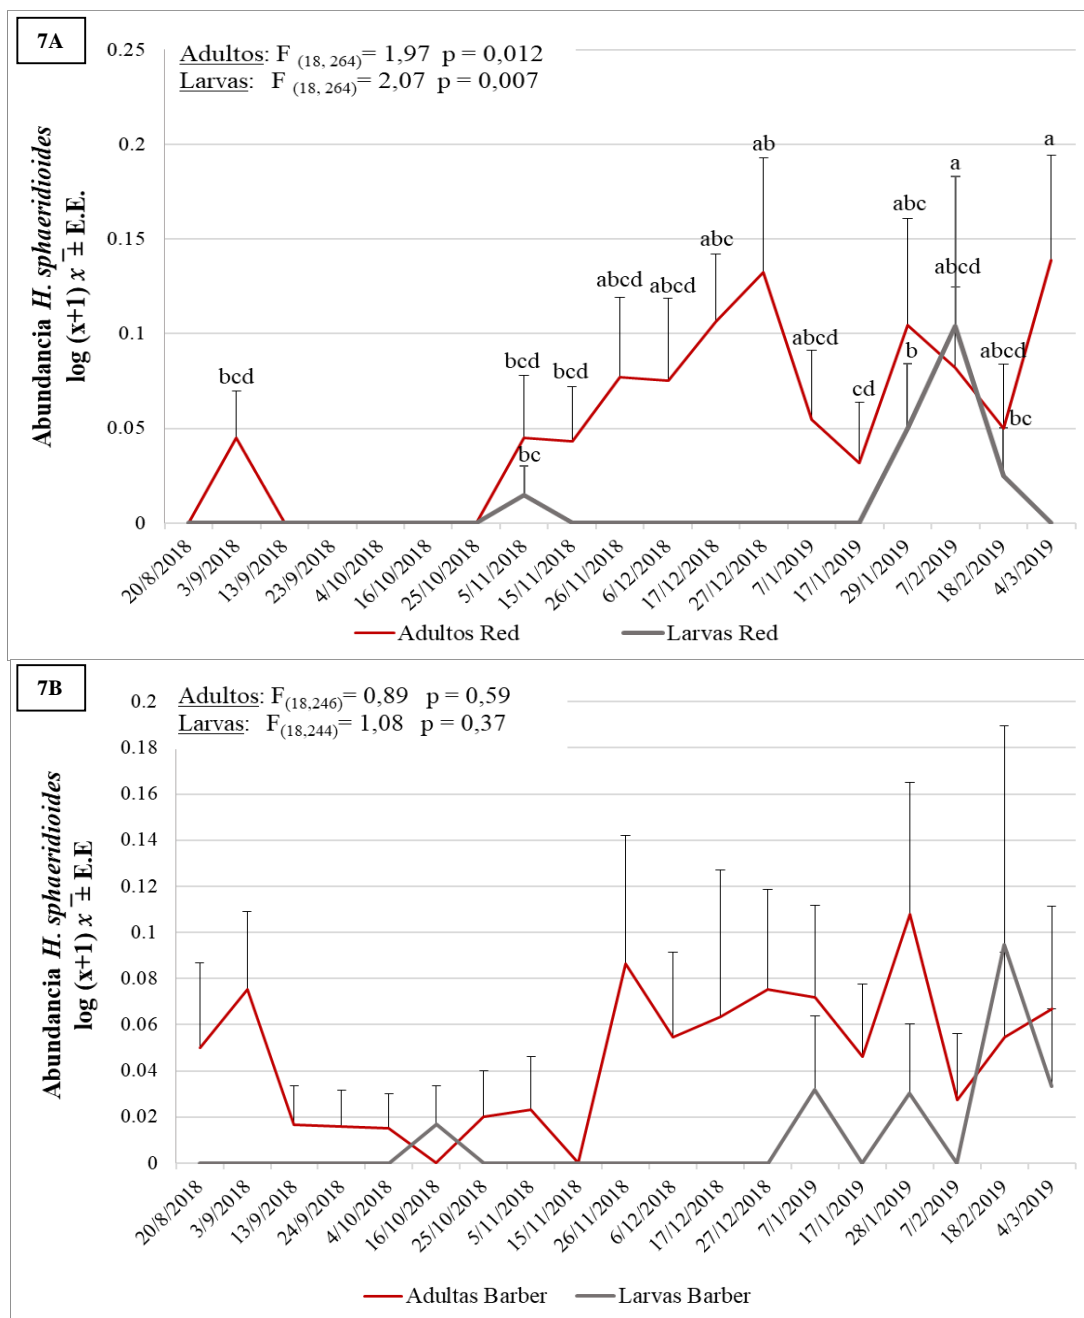 7A
Adultos: F (18, 264)= 1,97 p = 0,012
Larvas: F (18, 264)= 2,07 p = 0,007
Abundancia H. sphaeridioides
log (x+1) x̄ ± E.E.
0.25
0.2
0.15
0.1
0.05
0
bcd
bcd
bc
bcd
abcd
abcd
abc
ab
abcd
cd
abc
b
a
abcd
abcd
bc
a
20/8/2018
3/9/2018
13/9/2018
23/9/2018
4/10/2018
16/10/2018
25/10/2018
5/11/2018
15/11/2018
26/11/2018
6/12/2018
17/12/2018
27/12/2018
7/1/2019
17/1/2019
29/1/2019
7/2/2019
18/2/2019
4/3/2019
Adultos Red
Larvas Red
7B
Adultos: F(18,246)= 0,89 p = 0,59
Larvas: F(18,244)= 1,08 p = 0,37
Abundancia H. sphaeridioides
log (x+1) x̄ ± E.E
0.2
0.18
0.16
0.14
0.12
0.1
0.08
0.06
0.04
0.02
0
20/8/2018
3/9/2018
13/9/2018
24/9/2018
4/10/2018
16/10/2018
25/10/2018
5/11/2018
15/11/2018
26/11/2018
6/12/2018
17/12/2018
27/12/2018
7/1/2019
17/1/2019
28/1/2019
7/2/2019
18/2/2019
4/3/2019
Adultas Barber
Larvas Barber